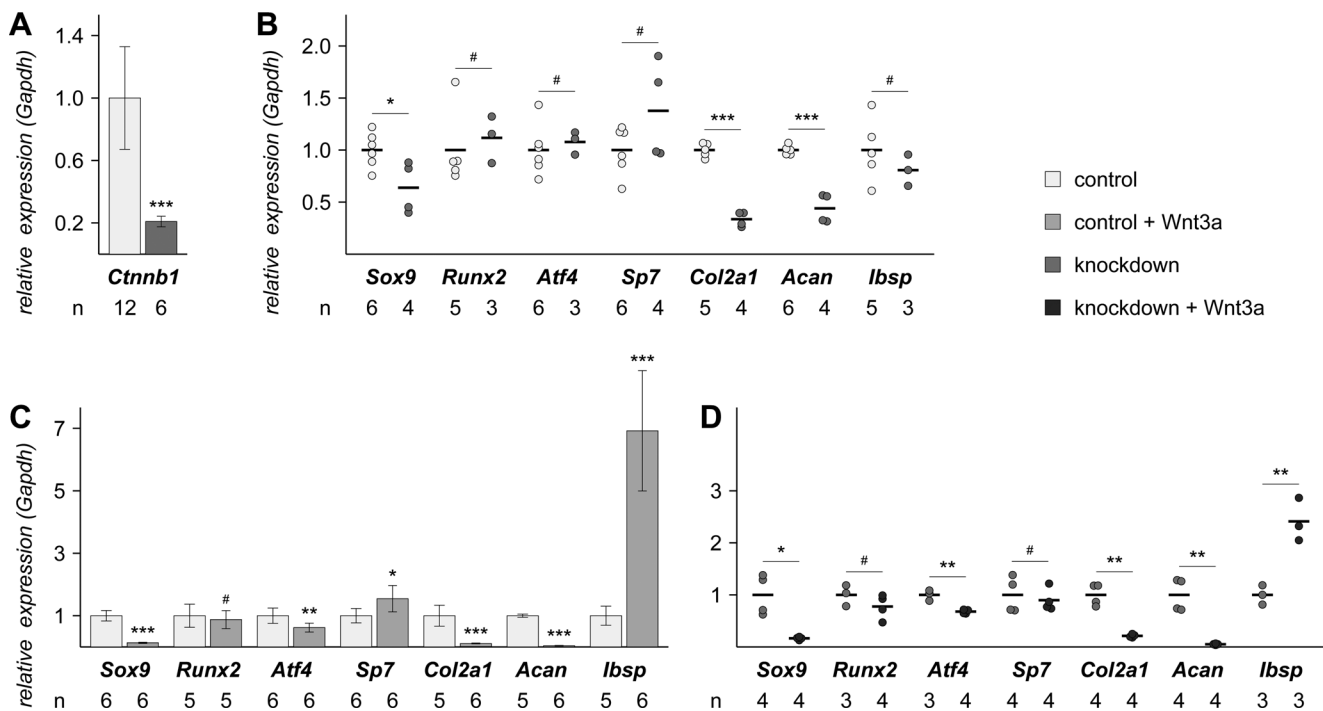 A
relative expression (Gapdh)
1.4
1.0
0.6
0.2
***
Ctnnb1
n 12 6
B
relative expression (Gapdh)
2.0
1.5
1.0
0.5
* # # # *** *** #
Sox9 Runx2 Atf4 Sp7 Col2a1 Acan Ibsp
n 6 4 5 3 6 3 6 4 5 4 6 4 5 3
control
control + Wnt3a
knockdown
knockdown + Wnt3a
C
relative expression (Gapdh)
7
5
3
1
*** # ** * *** *** ***
Sox9 Runx2 Atf4 Sp7 Col2a1 Acan Ibsp
n 6 6 5 5 6 6 6 6 6 6 5 6 5 6
D
3
2
1
* # ** # ** ** **
Sox9 Runx2 Atf4 Sp7 Col2a1 Acan Ibsp
n 4 4 3 4 3 4 4 4 4 4 4 4 3 3